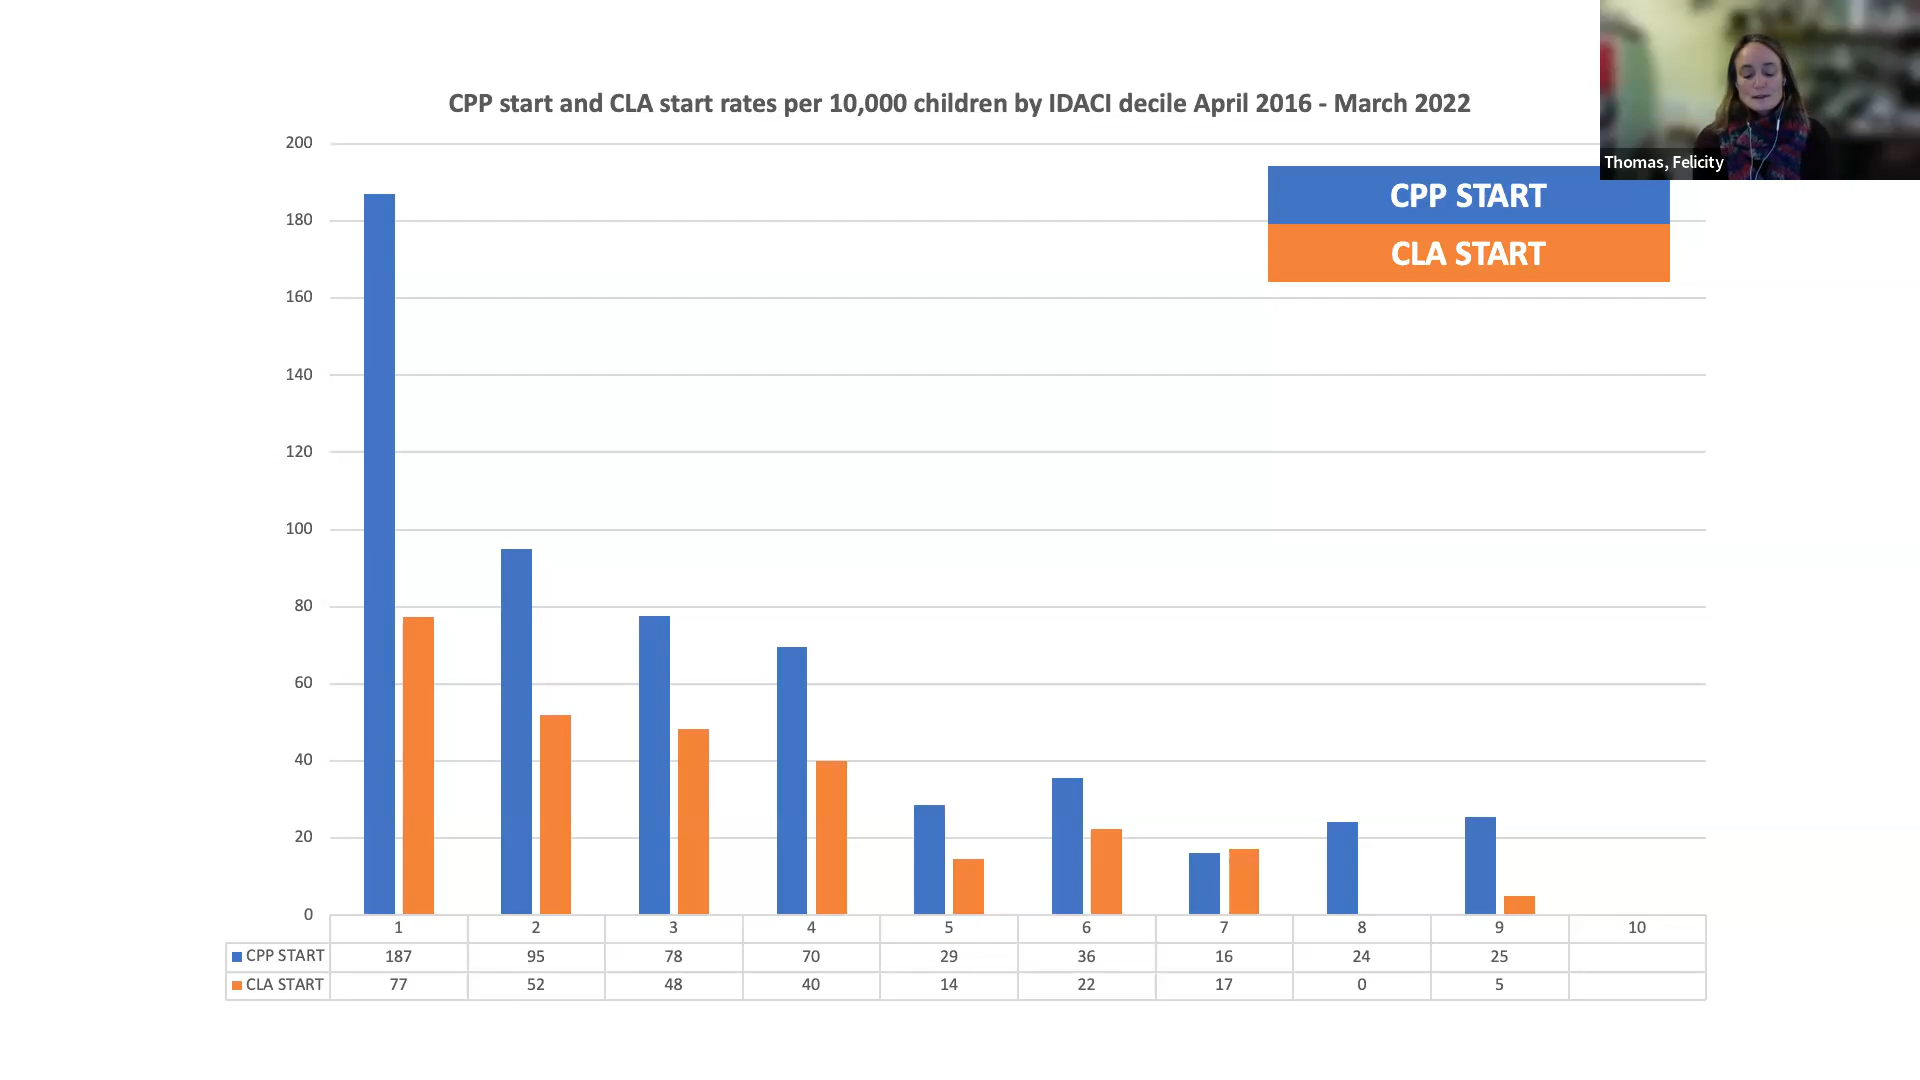 CPP start and CLA start rates per 10,000 children by IDACI decile April 2016 - March 2022
Thomas, Felicity
CPP START
CLA START
200
180
160
140
120
100
80
60
40
20
0
1 2 3 4 5 6 7 8 9 10
CPP START 187 95 78 70 29 36 16 24 25
CLA START 77 52 48 40 14 22 17 0 5